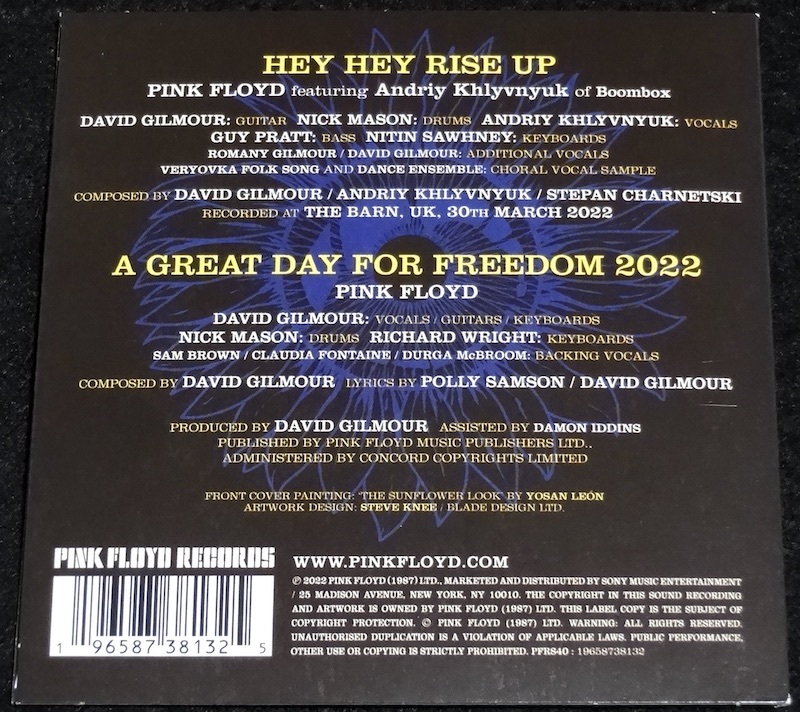 HEY HEY RISE UP
PINK FLOYD featuring Andriy Khlyvnyuk of Boombox
DAVID GILMOUR: GUITAR NICK MASON: DRUMS ANDRIY KHLYVNYUK: VOCALS
GUY PRATT: BASS NITIN SAWHNEY: KEYBOARDS
ROMANY GILMOUR / DAVID GILMOUR: ADDITIONAL VOCALS
VERYOVKA FOLK SONG AND DANCE ENSEMBLE: CHORAL VOCAL SAMPLE
COMPOSED BY DAVID GILMOUR / ANDRIY KHLYVNYUK / STEPAN CHARNETSKI
RECORDED AT THE BARN, UK, 30TH MARCH 2022
A GREAT DAY FOR FREEDOM 2022
PINK FLOYD
DAVID GILMOUR: VOCALS / GUITARS / KEYBOARDS
NICK MASON: DRUMS RICHARD WRIGHT: KEYBOARDS
SAM BROWN / CLAUDIA FONTAINE / DURGA McBROOM: BACKING VOCALS
COMPOSED BY DAVID GILMOUR LYRICS BY POLLY SAMSON / DAVID GILMOUR
PRODUCED BY DAVID GILMOUR ASSISTED BY DAMON IDDINS
PUBLISHED BY PINK FLOYD MUSIC PUBLISHERS LTD..
ADMINISTERED BY CONCORD COPYRIGHTS LIMITED
FRONT COVER PAINTING: 'THE SUNFLOWER LOOK' BY YOSAN LEÓN
ARTWORK DESIGN: STEVE KNEE / BLADE DESIGN LTD.
PINK FLOYD RECORDS
1 96587 38132 5
WWW.PINKFLOYD.COM
℗ 2022 PINK FLOYD (1987) LTD., MARKETED AND DISTRIBUTED BY SONY MUSIC ENTERTAINMENT
/ 25 MADISON AVENUE, NEW YORK, NY 10010. THE COPYRIGHT IN THIS SOUND RECORDING
AND ARTWORK IS OWNED BY PINK FLOYD (1987) LTD. THIS LABEL COPY IS THE SUBJECT OF
COPYRIGHT PROTECTION. © PINK FLOYD (1987) LTD. WARNING: ALL RIGHTS RESERVED.
UNAUTHORISED DUPLICATION IS A VIOLATION OF APPLICABLE LAWS. PUBLIC PERFORMANCE,
OTHER USE OR COPYING IS STRICTLY PROHIBITED. PFRS40 : 19658738132